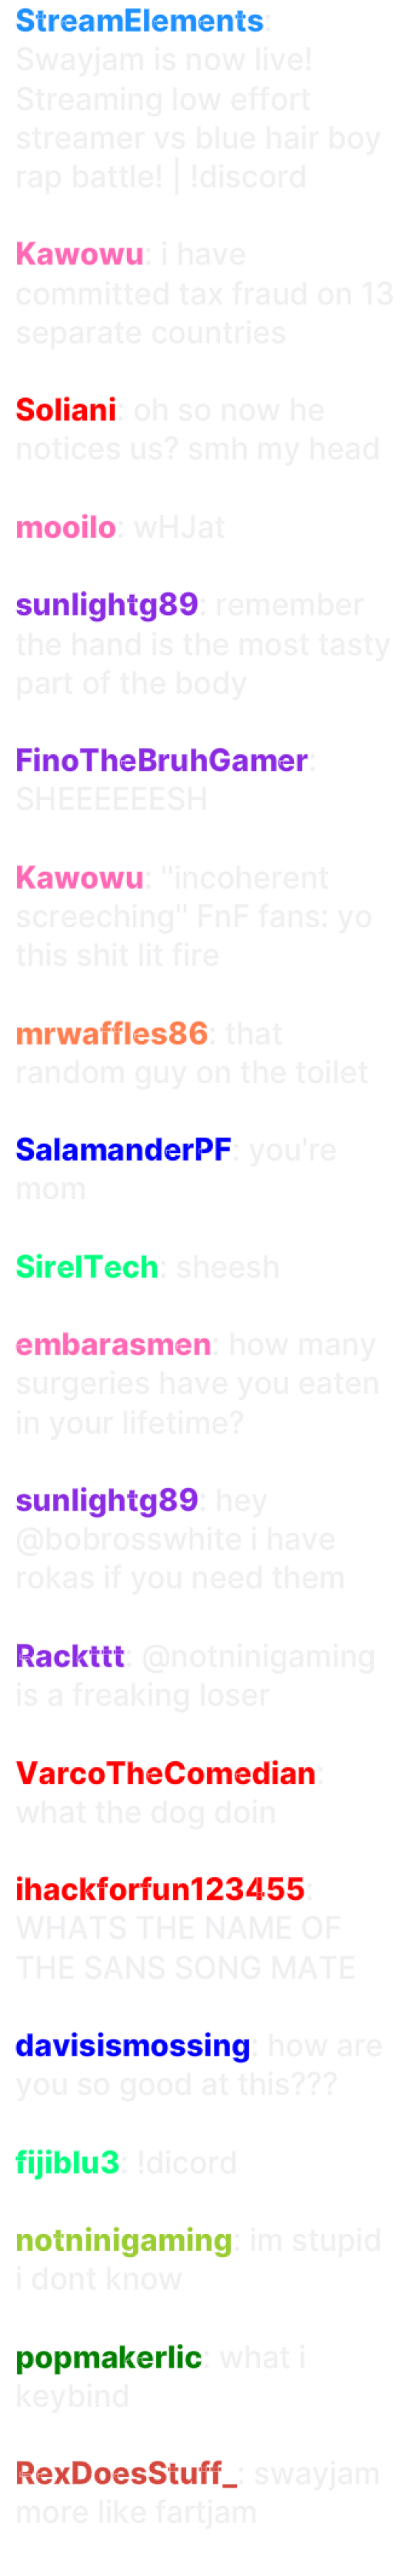 StreamElements:
Swayjam is now live!
Streaming low effort
streamer vs blue hair boy
rap battle! | !discord
Kawowu: i have
committed tax fraud on 13
separate countries
Soliani: oh so now he
notices us? smh my head
mooilo: wHJat
sunlightg89: remember
the hand is the most tasty
part of the body
FinoTheBruhGamer:
SHEEEEEESH
Kawowu: "incoherent
screeching" FnF fans: yo
this shit lit fire
mrwaffles86: that
random guy on the toilet
SalamanderPF: you're
mom
SirelTech: sheesh
embarasmen: how many
surgeries have you eaten
in your lifetime?
sunlightg89: hey
@bobrosswhite i have
rokas if you need them
Rackttt: @notninigaming
is a freaking loser
VarcoTheComedian:
what the dog doin
ihackforfun123455:
WHATS THE NAME OF
THE SANS SONG MATE
davisismossing: how are
you so good at this???
fijiblu3: !dicord
notninigaming: im stupid
i dont know
popmakerlic: what i
keybind
RexDoesStuff_: swayjam
more like fartjam